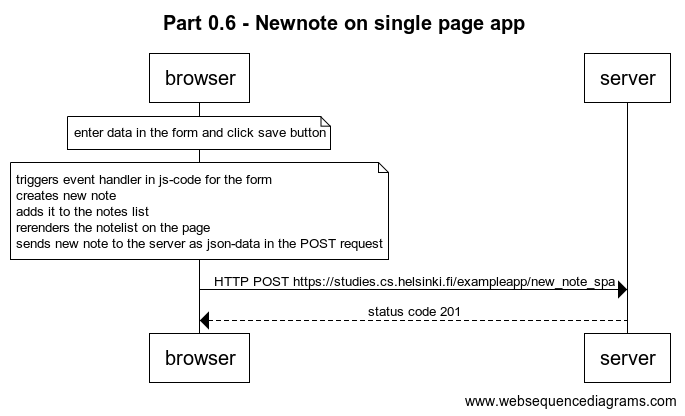 Part 0.6 - Newnote on single page app
browser
server
enter data in the form and click save button
triggers event handler in js-code for the form
creates new note
adds it to the notes list
rerenders the notelist on the page
sends new note to the server as json-data in the POST request
HTTP POST https://studies.cs.helsinki.fi/exampleapp/new_note_spa
status code 201
browser
server
www.websequencediagrams.com